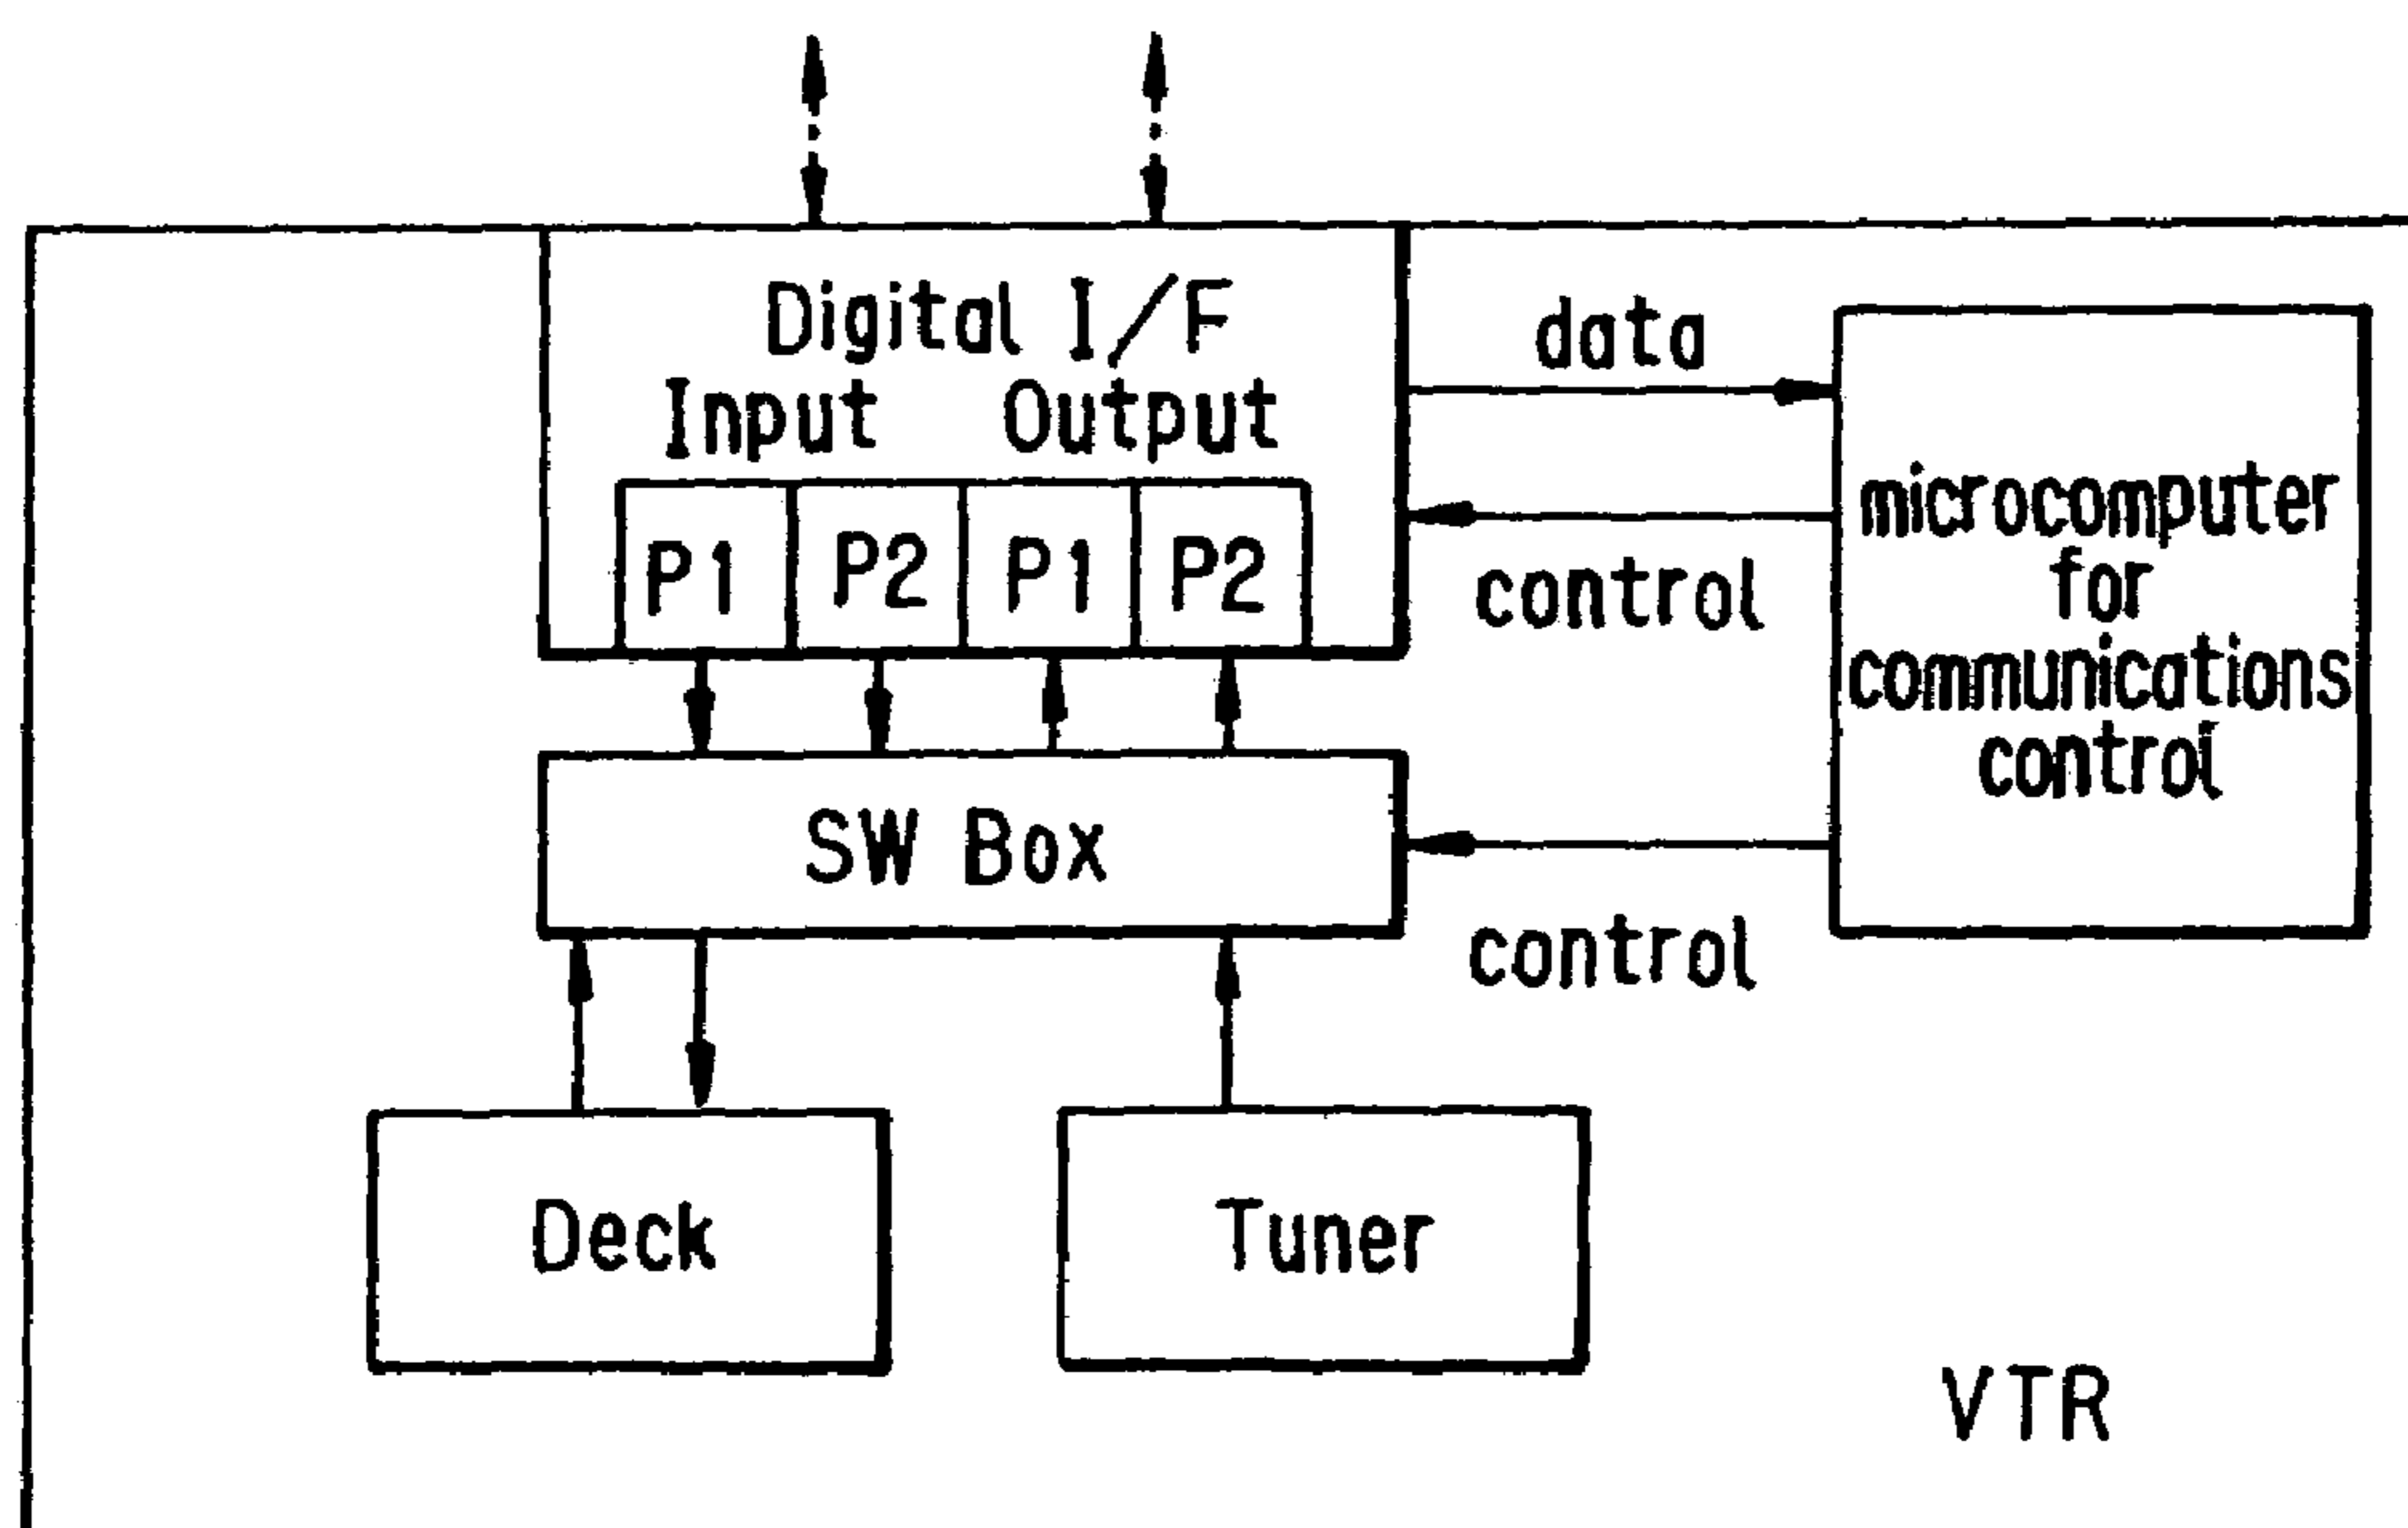 Digital I/F
Input Output
P1 P2 P1 P2
data
control
microcomputer
for
communications
control
SW Box
control
Deck
Tuner
VTR